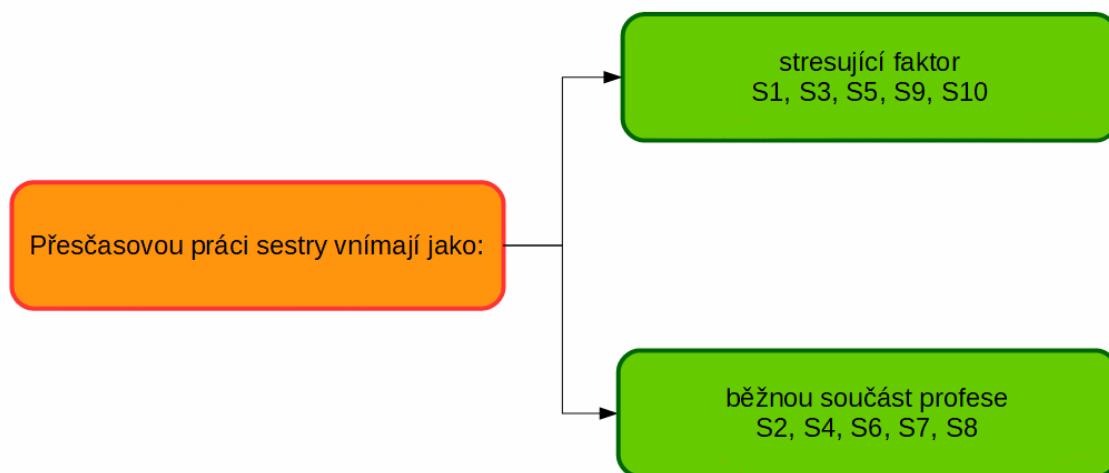 Přesčasovou práci sestry vnímají jako:
stresující faktor
S1, S3, S5, S9, S10
běžnou součást profese
S2, S4, S6, S7, S8